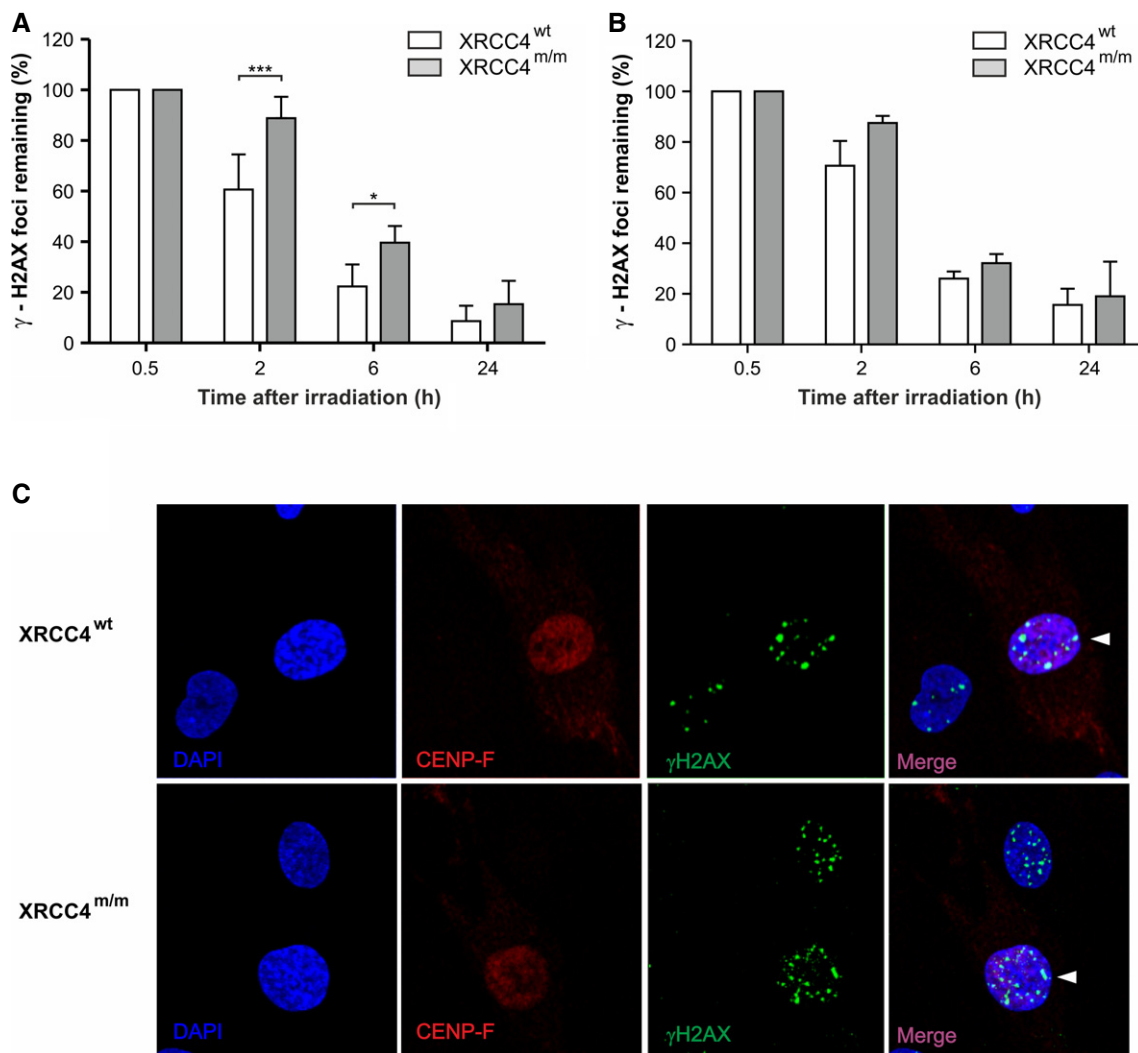 A
γ - H2AX foci remaining (%)
120
100
80
60
40
20
0
0.5
2
6
24
Time after irradiation (h)
XRCC4wt
XRCC4m/m
***
*
B
γ - H2AX foci remaining (%)
120
100
80
60
40
20
0
0.5
2
6
24
Time after irradiation (h)
XRCC4wt
XRCC4m/m
C
XRCC4wt
DAPI
CENP-F
γH2AX
Merge
XRCC4m/m
DAPI
CENP-F
γH2AX
Merge